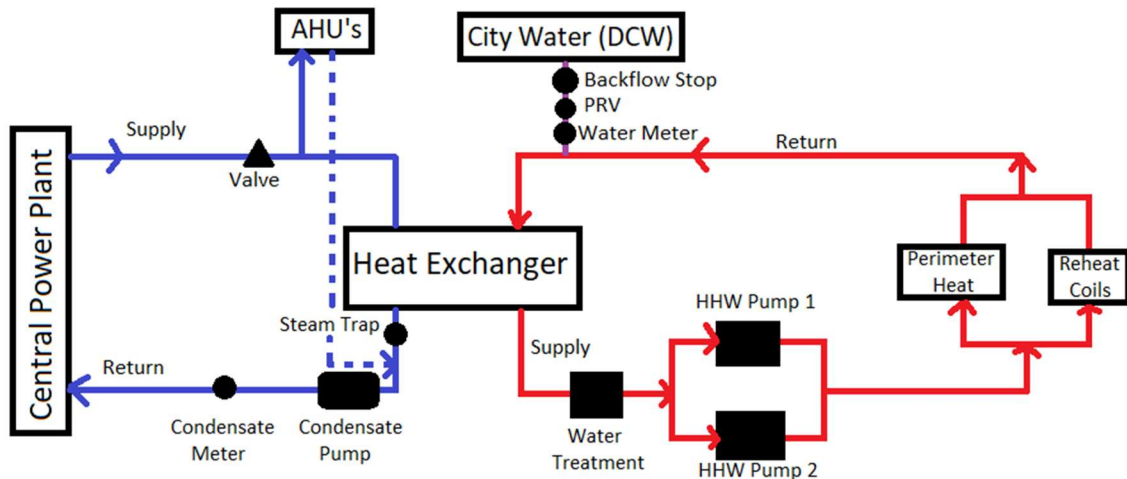 AHU's
City Water (DCW)
Backflow Stop
PRV
Water Meter
Supply
Return
Valve
Central Power Plant
Heat Exchanger
Perimeter
Heat
Reheat
Coils
HHW Pump 1
Steam Trap
Supply
Return
Condensate
Meter
Condensate
Pump
Water
Treatment
HHW Pump 2